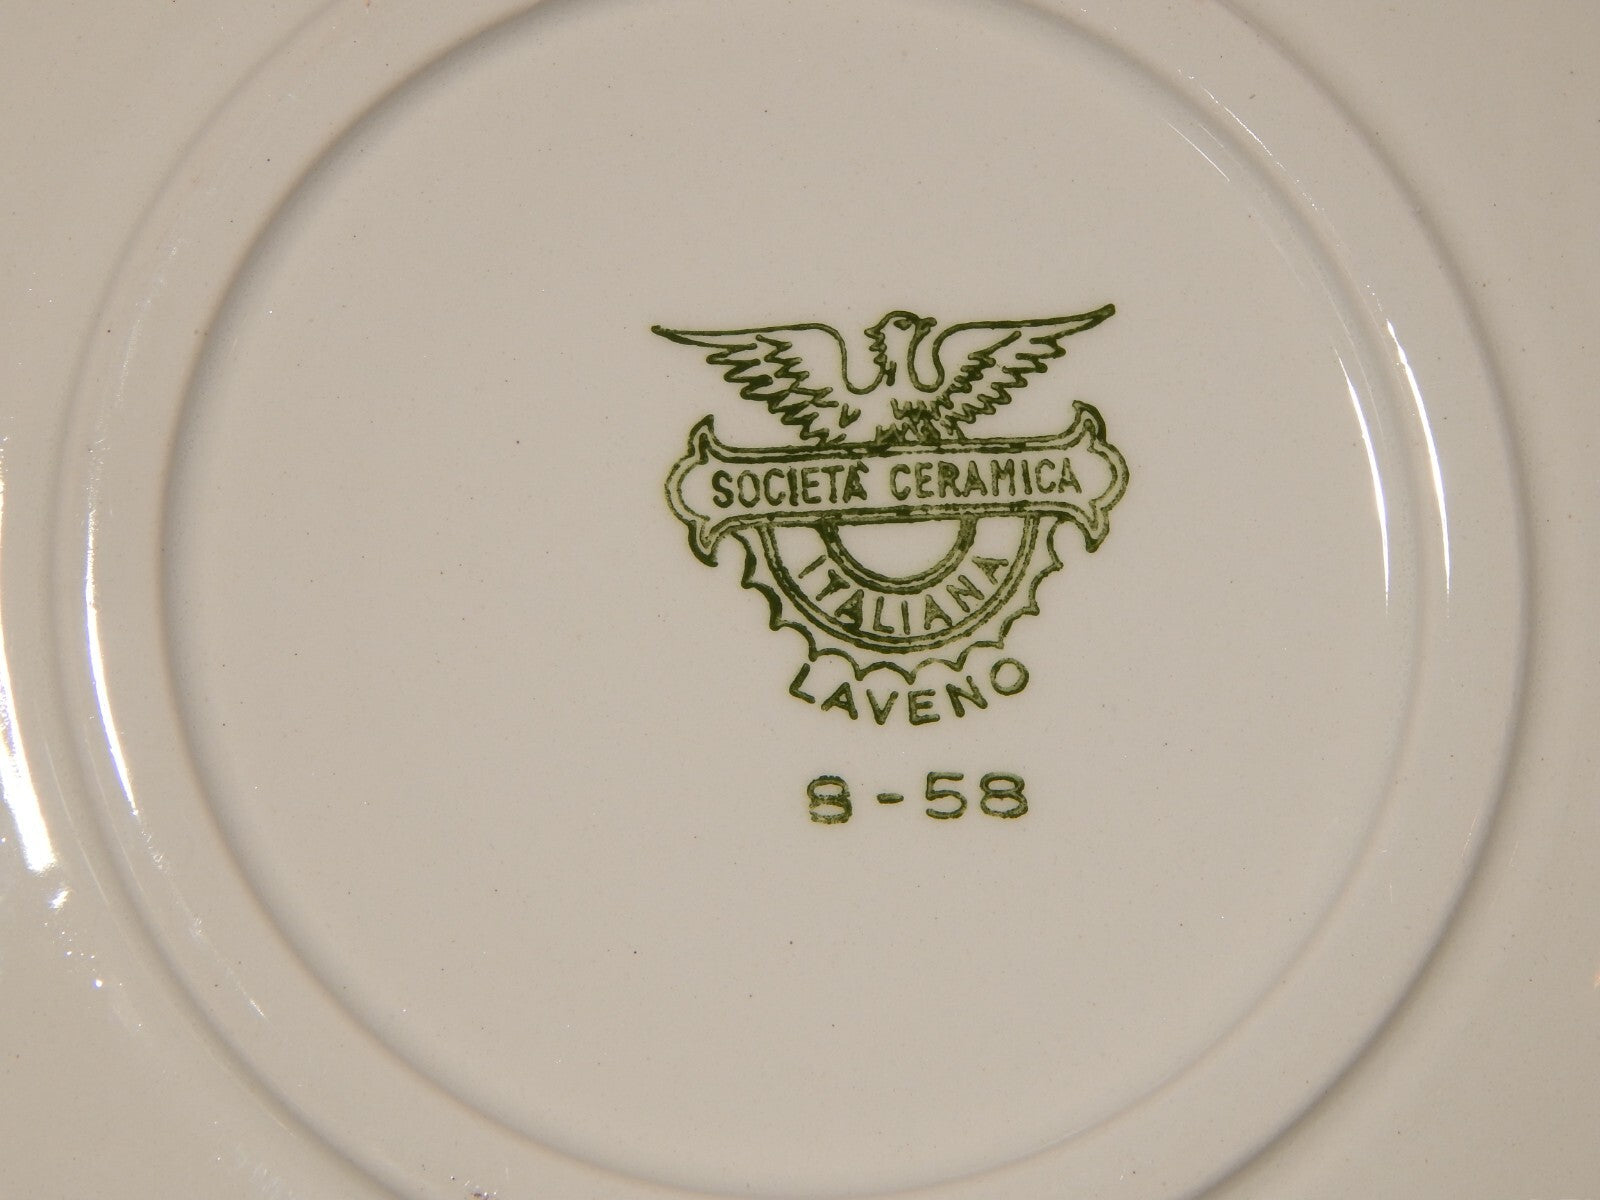 SOCIETÀ CERAMICA
ITALIANA
LAVENO
8-58